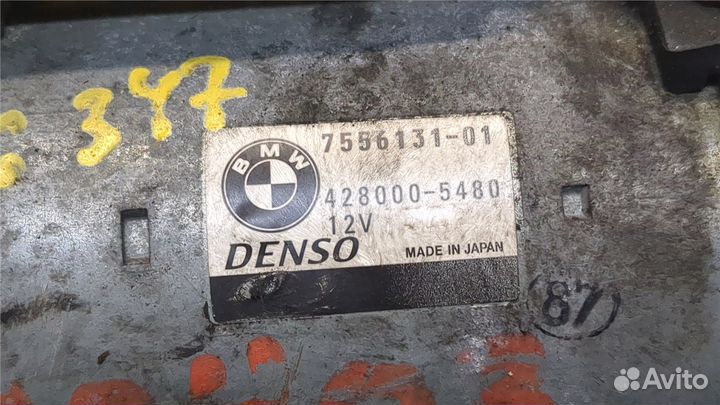 347
BMW
7556131-01
428000-5480
12V
DENSO
MADE IN JAPAN
87
Avito